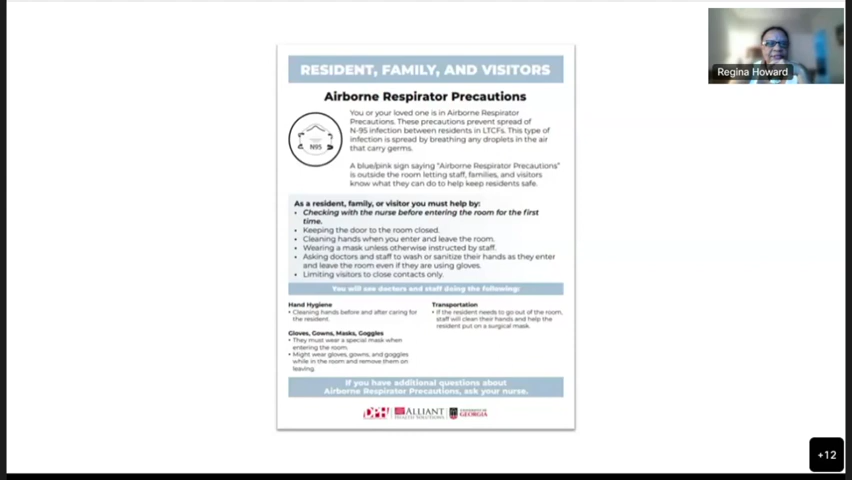 Regina Howard
RESIDENT, FAMILY, AND VISITORS
Airborne Respirator Precautions
N95
You or your loved one is in Airborne Respirator
Precautions. These precautions prevent spread of
N-95 infection between residents in LTCFs. This type of
infection is spread by breathing any droplets in the air
that carry germs.
A blue/pink sign saying "Airborne Respirator Precautions"
is outside the room letting staff, families, and visitors
know what they can do to help keep residents safe.
As a resident, family, or visitor you must help by:
• Checking with the nurse before entering the room for the first
time.
• Keeping the door to the room closed.
• Cleaning hands when you enter and leave the room.
• Wearing a mask unless otherwise instructed by staff.
• Asking doctors and staff to wash or sanitize their hands as they enter
and leave the room even if they are using gloves.
• Limiting visitors to close contacts only.
You will see doctors and staff doing the following:
Hand Hygiene
• Cleaning hands before and after caring for
the resident.
Gloves, Gowns, Masks, Goggles
• They must wear a special mask when
entering the room.
• Might wear gloves, gowns, and goggles
while in the room and remove them on
leaving.
Transportation
• If the resident needs to go out of the room,
staff will clean their hands and help the
resident put on a surgical mask.
If you have additional questions about
Airborne Respirator Precautions, ask your nurse.
DPH
ALLIANT
HEALTH SOLUTIONS
UNIVERSITY OF
GEORGIA
+12